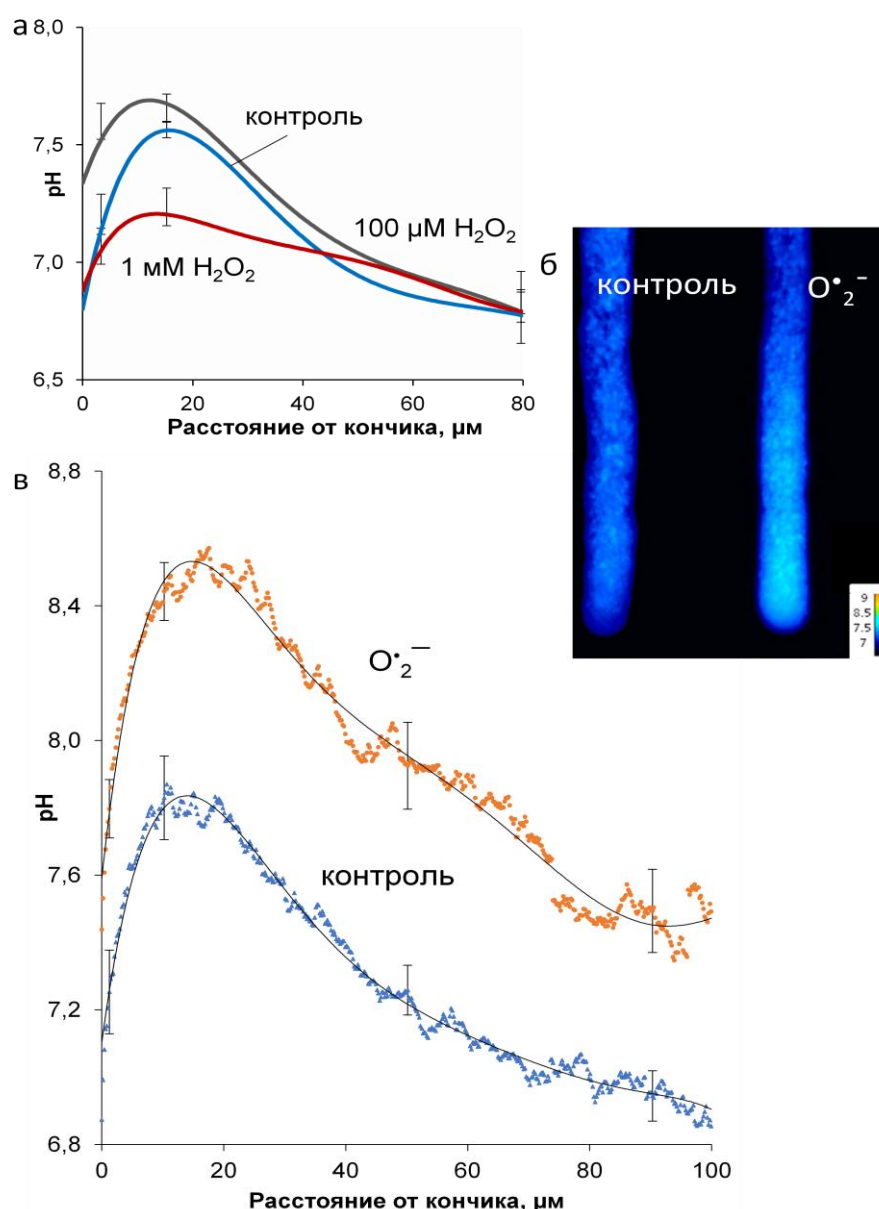 а
8,0
7,5
7,0
6,5
pH
контроль
100 µM H₂O₂
1 мМ H₂O₂
0 20 40 60 80
Расстояние от кончика, µм
б
контроль
O•₂⁻
9
8.5
7.5
7
в
8,8
8,4
8,0
7,6
7,2
6,8
pH
O•₂⁻
контроль
0 20 40 60 80 100
Расстояние от кончика, µм